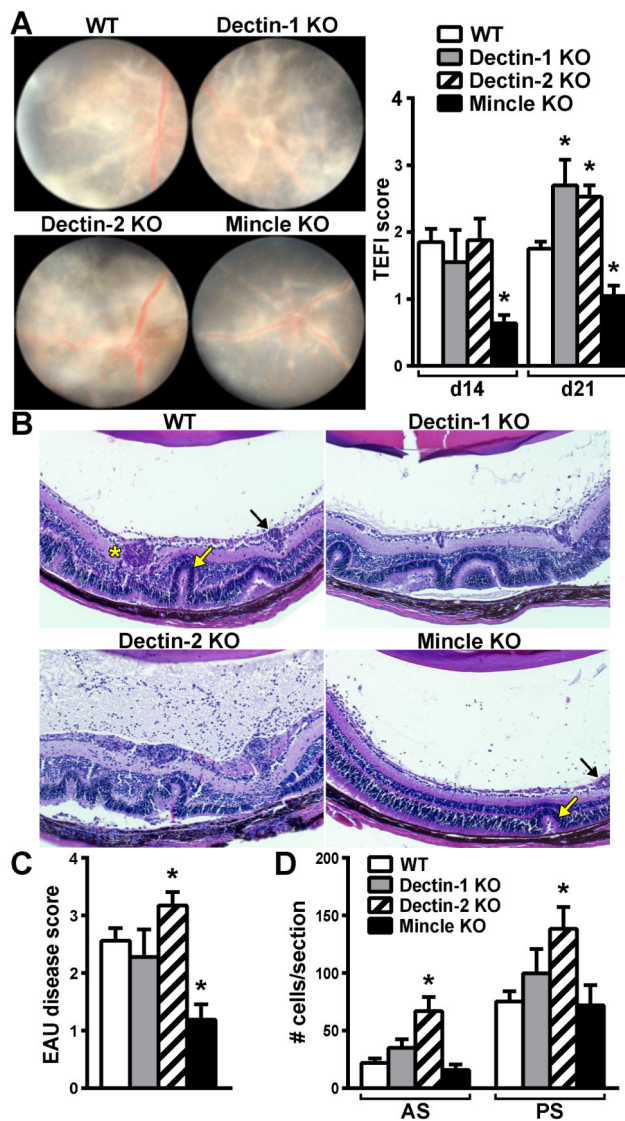 A
WT
Dectin-1 KO
Dectin-2 KO
Mincle KO
WT
Dectin-1 KO
Dectin-2 KO
Mincle KO
TEFI score
4
3
2
1
0
*
*
*
*
d14
d21
B
WT
Dectin-1 KO
*
Dectin-2 KO
Mincle KO
C
EAU disease score
4
3
2
1
0
*
*
D
WT
Dectin-1 KO
Dectin-2 KO
Mincle KO
# cells/section
200
150
100
50
0
*
*
AS
PS